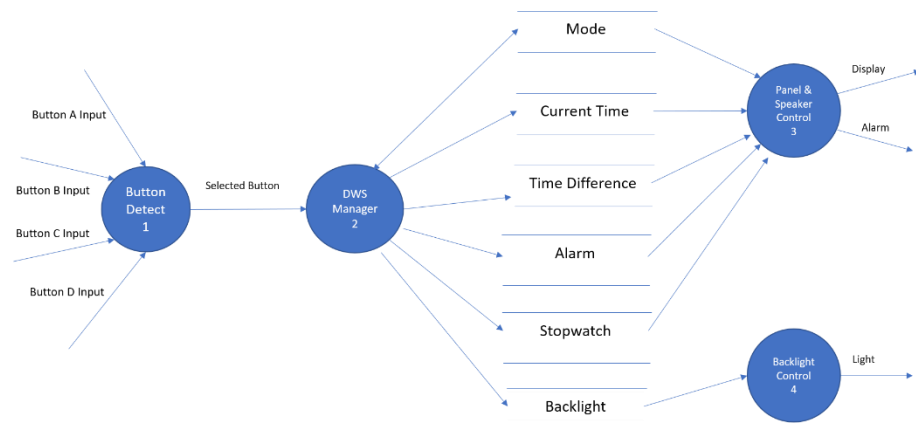 Mode
Display
Panel &
Speaker
Control
3
Button A Input
Current Time
Alarm
Button B Input
Button
Detect
1
Selected Button
DWS
Manager
2
Time Difference
Button C Input
Alarm
Button D Input
Stopwatch
Backlight
Control
4
Light
Backlight